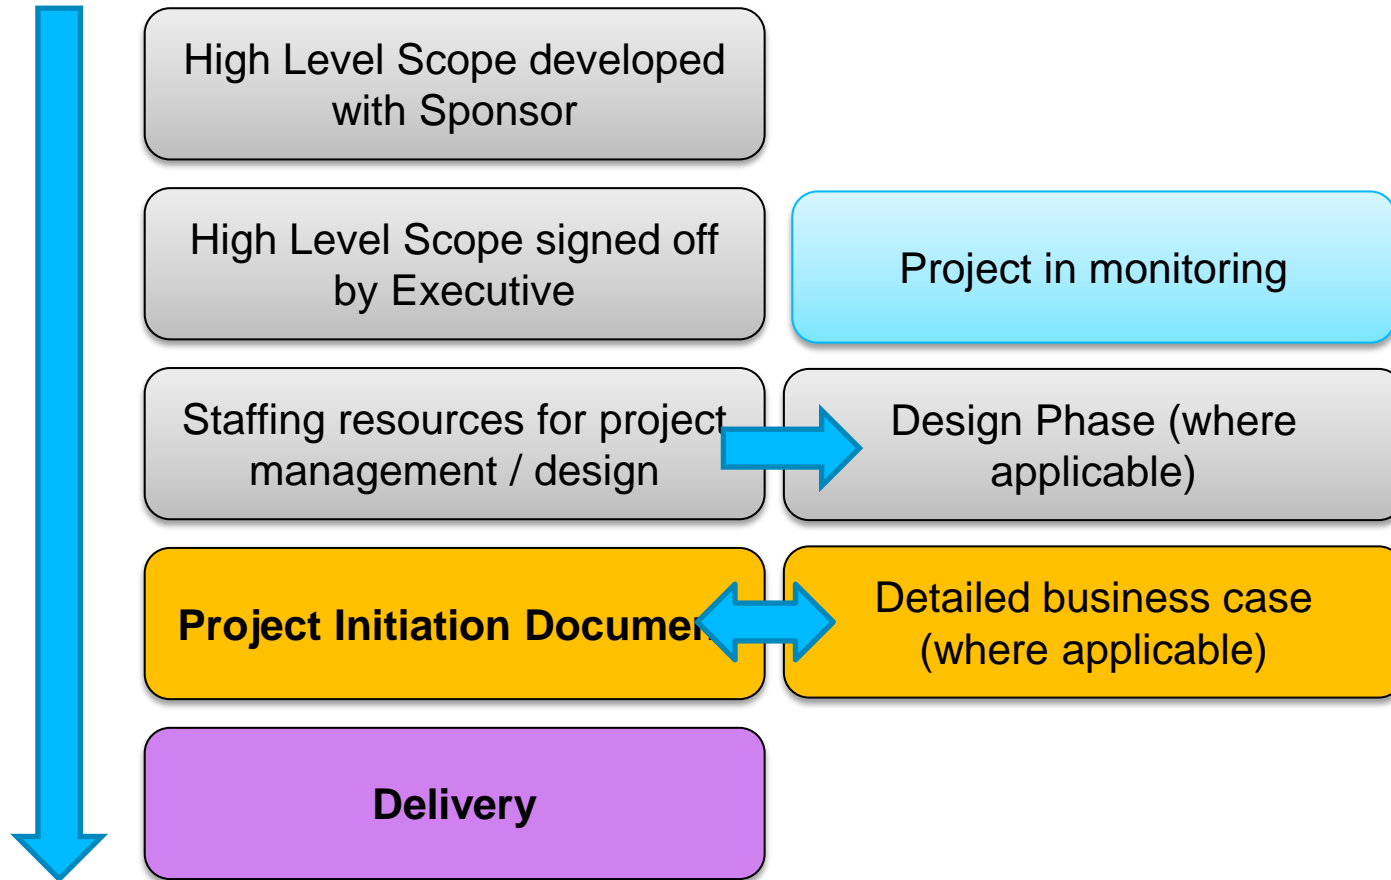 High Level Scope developed
with Sponsor
High Level Scope signed off
by Executive
Project in monitoring
Staffing resources for project
management / design
Design Phase (where
applicable)
Project Initiation Document
Detailed business case
(where applicable)
Delivery